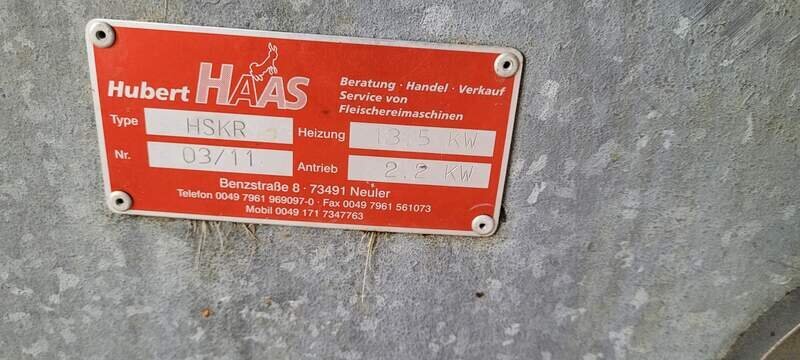 Hubert HAAS
Beratung · Handel · Verkauf
Service von
Fleischereimaschinen
Type HSKR Heizung 13.5 KW
Nr. 03/11 Antrieb 2.2 KW
Benzstraße 8 · 73491 Neuler
Telefon 0049 7961 969097-0 · Fax 0049 7961 561073
Mobil 0049 171 7347763